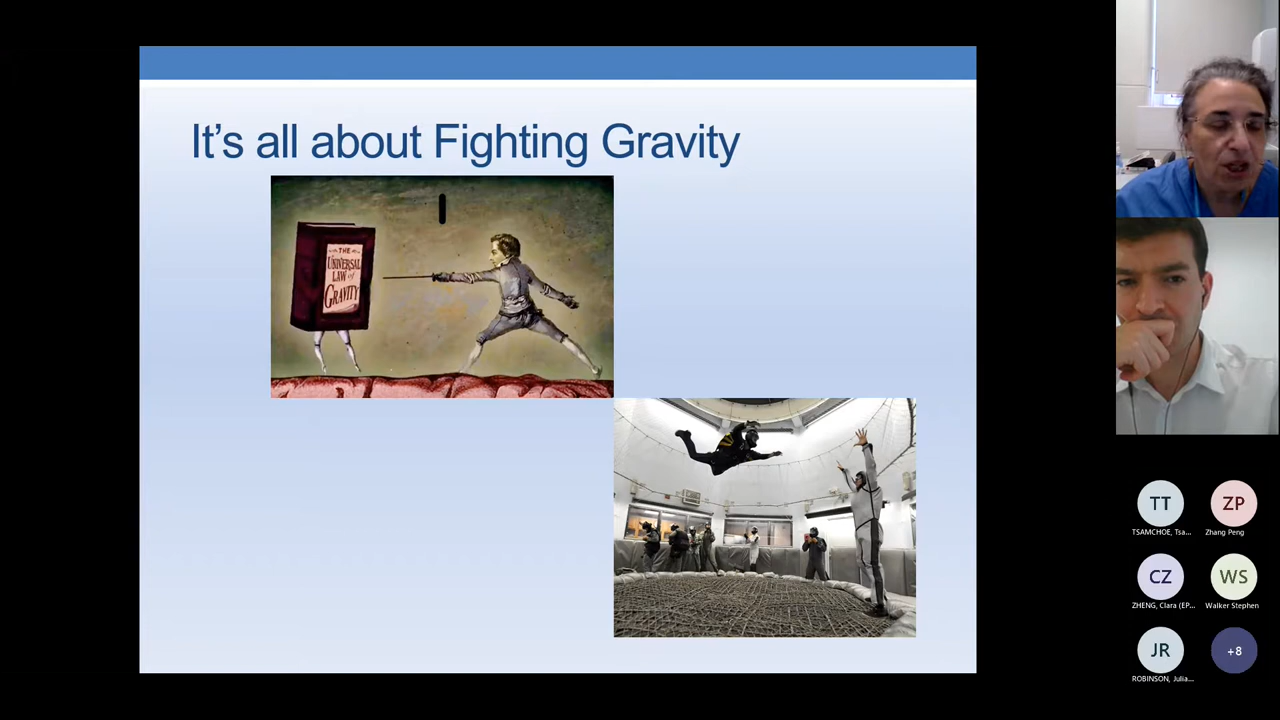 It's all about Fighting Gravity
THE
UNIVERSAL
LAW of
GRAVITY
TT
TSAMCHOE, Tsa...
ZP
Zhang Peng
CZ
ZHENG, Clara (EP...
WS
Walker Stephen
JR
ROBINSON, Julia...
+8